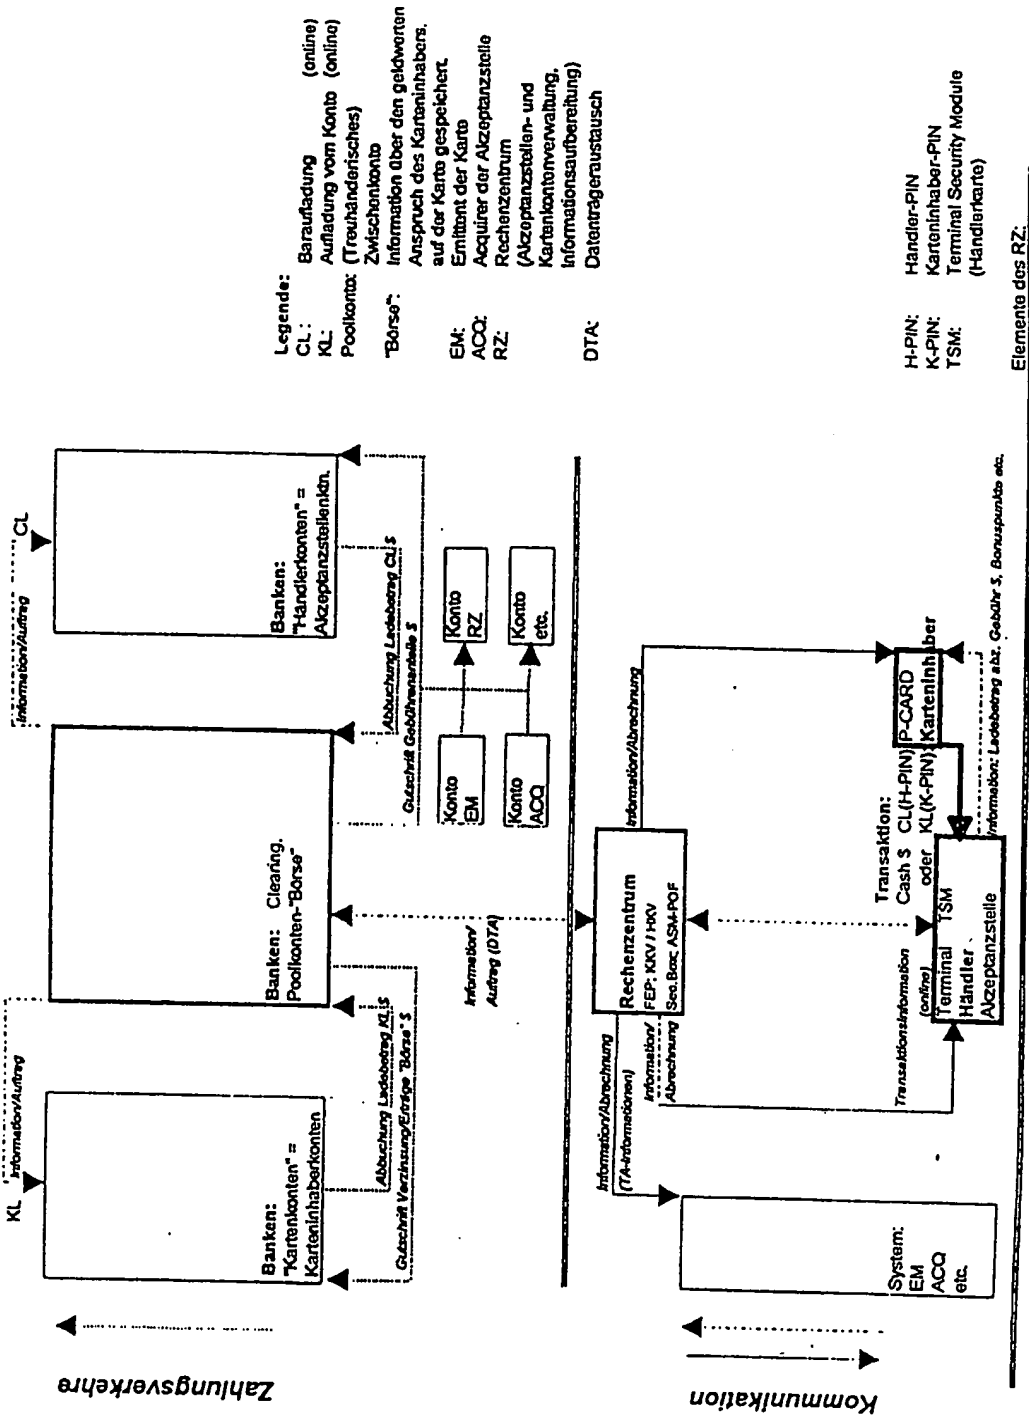 Zahlungsverkehre
KL
Information/Auftrag
Information/Auftrag
CL
Banken:
"Kartenkonten" =
Karteninhaberkonten
Banken: Clearing,
Poolkonten-"Börse"
Banken:
"Händlerkonten" =
Akzeptanzstellenktn.
Abbuchung Ladebetrag KL $
Gutschrift Verzinsung/Erträge "Börse" $
Abbuchung Ladebetrag CL $
Gutschrift Gebührenanteile $
Information/
Auftrag (DTA)
Konto
EM
Konto
RZ
Konto
ACQ
Konto
etc.
Kommunikation
Information/Abrechnung
(TA-Informationen)
Information/
Abrechnung
Rechenzentrum
FEP; KKV / HKV
Sec.Box; ASM-POF
Information/Abrechnung
System:
EM
ACQ
etc.
Transaktionsinformation
(online)
Transaktion:
Cash $ CL(H-PIN)
oder KL(K-PIN):
P-CARD
Karteninhaber
Terminal TSM
Händler
Akzeptanzstelle
Information: Ladebetrag abz. Gebühr $, Bonuspunkte etc.
Legende:
CL: Baraufladung (online)
KL: Aufladung vom Konto (online)
Poolkonto: (Treuhänderisches)
Zwischenkonto
"Börse": Information über den geldwerten
Anspruch des Karteninhabers,
auf der Karte gespeichert.
EM: Emittent der Karte
ACQ: Acquirer der Akzeptanzstelle
RZ: Rechenzentrum
(Akzeptanzstellen- und
Kartenkontenverwaltung,
Informationsaufbereitung)
DTA: Datenträgeraustausch
H-PIN: Händler-PIN
K-PIN: Karteninhaber-PIN
TSM: Terminal Security Module
(Händlerkarte)
Elemente des RZ: